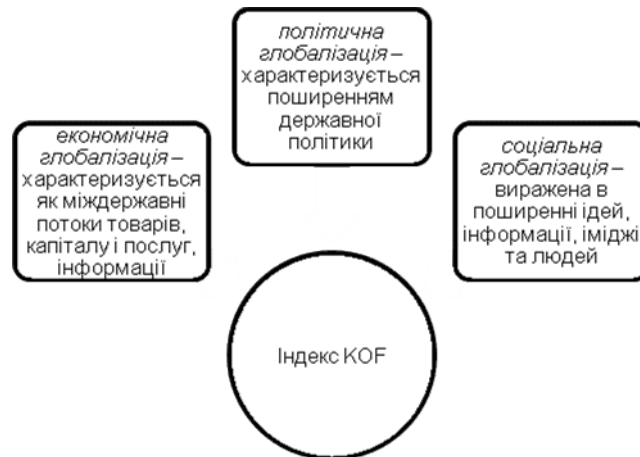 політична
глобалізація –
характеризується
поширенням
державної
політики
економічна
глобалізація –
характеризується
як міждержавні
потоки товарів,
капіталу і послуг,
інформації
соціальна
глобалізація –
виражена в
поширенні ідей,
інформації, іміджі
та людей
Індекс KOF